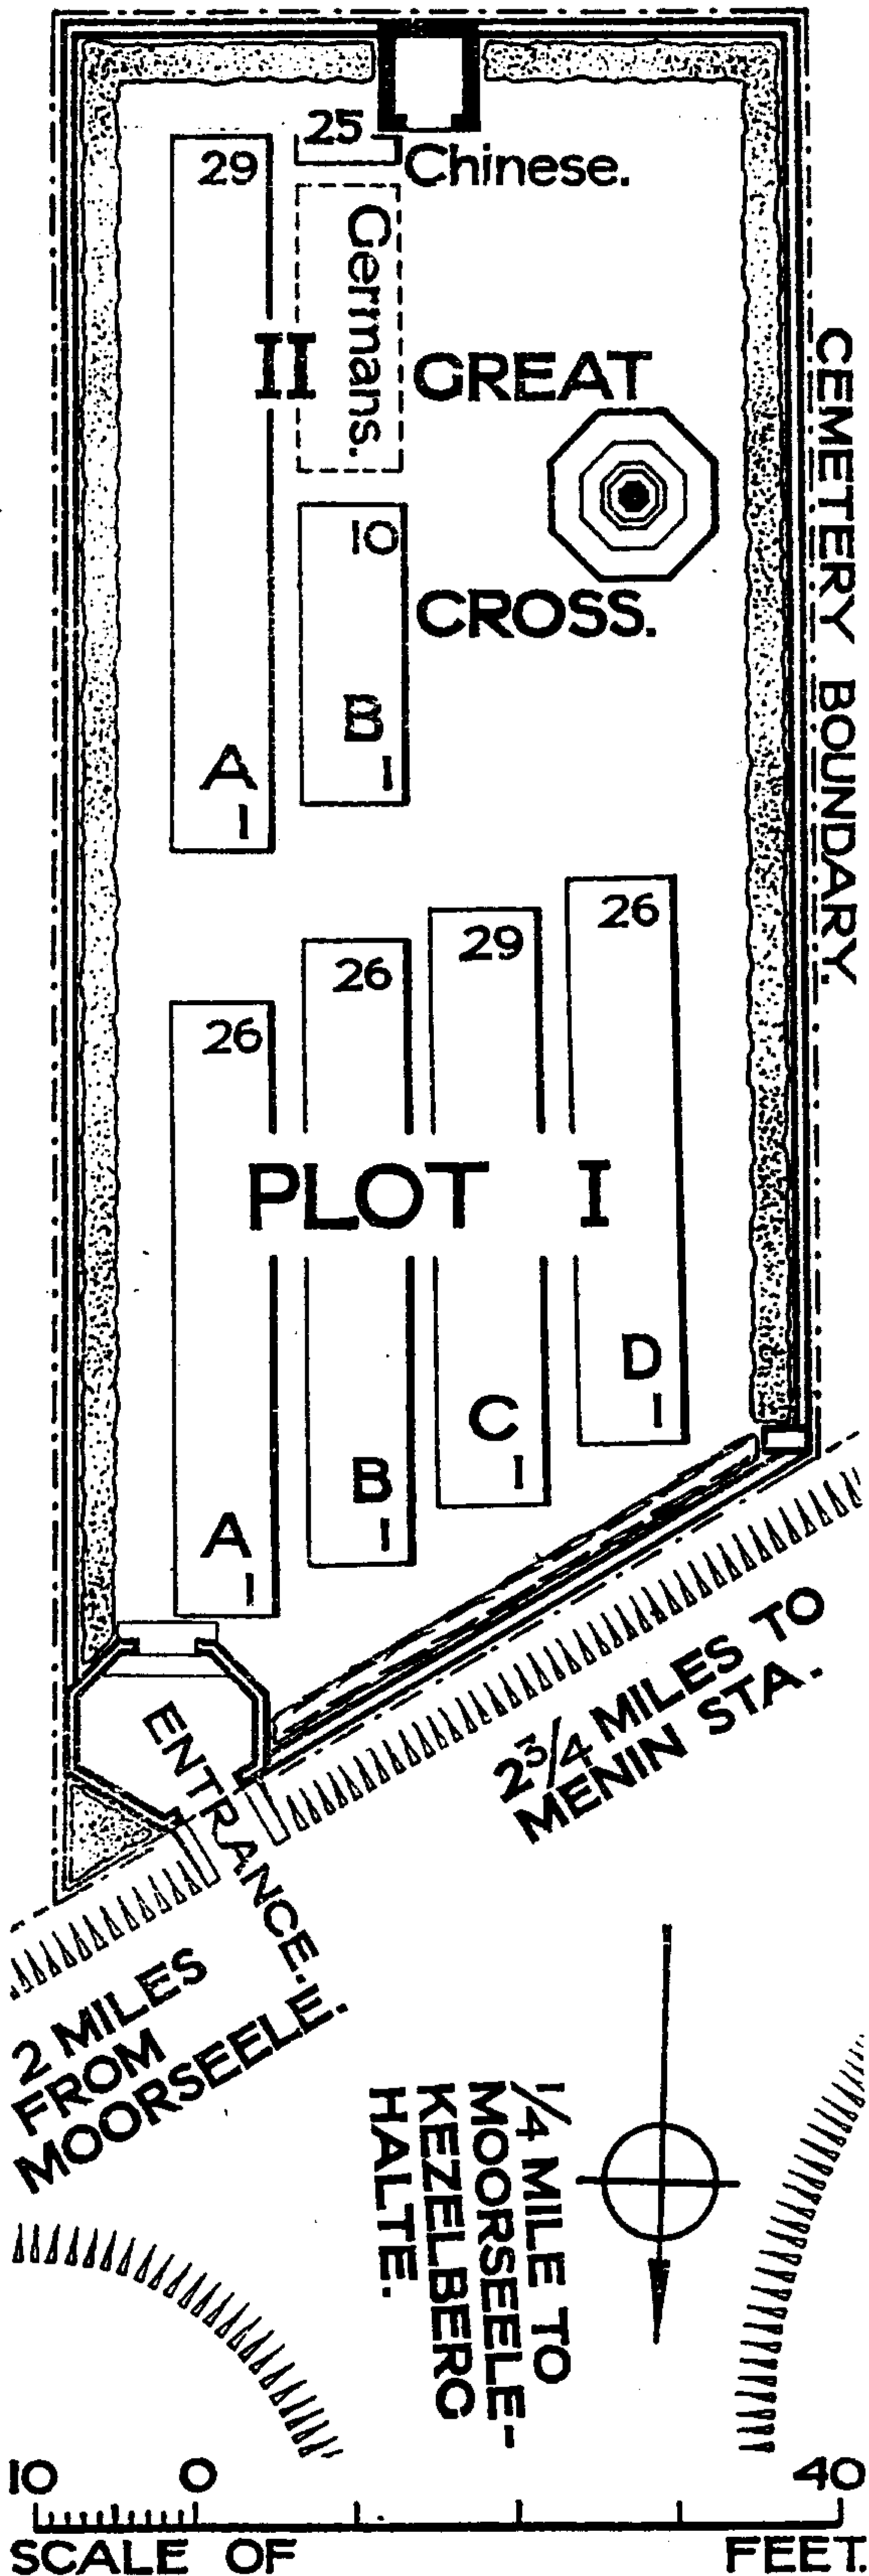 25
29
Chinese.
Germans.
II
GREAT
CEMETERY BOUNDARY.
10
CROSS.
B
1
A
1
26
29
26
26
PLOT I
D
1
C
1
B
1
A
1
2¾ MILES TO
MENIN STA.
ENTRANCE.
2 MILES
FROM
MOORSEELE.
¼ MILE TO
MOORSEELE-
KEZELBERG
HALTE.
10 0 40
SCALE OF FEET.